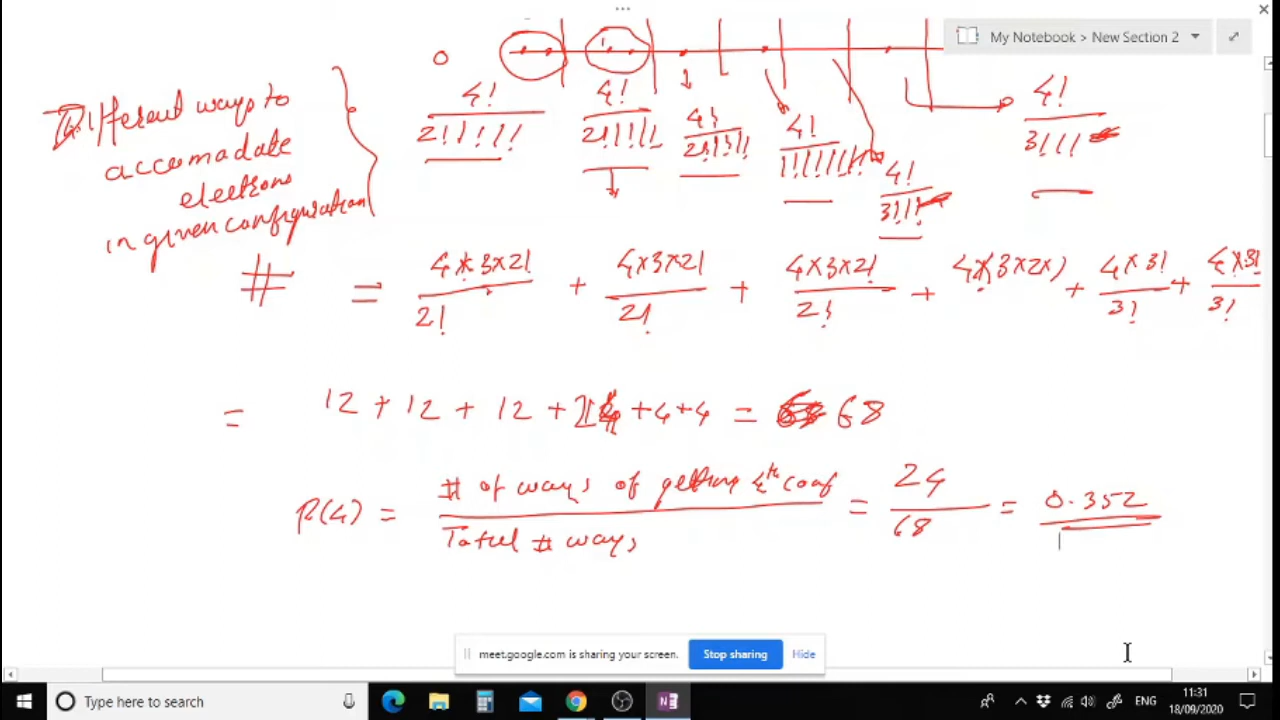 My Notebook > New Section 2
0
Different ways to
accomadate
electrons
in given configuration
4!
2!1!1!1!
4!
2!1!1!1!
4!
2!1!1!
4!
1!1!1!1!
4!
3!1!
4!
3!1!
# = 4×3×2! / 2! + 4×3×2! / 2! + 4×3×2! / 2! + 4×(3×2×) + 4×3! / 3! + 4×3! / 3!
= 12 + 12 + 12 + 24 + 4 + 4 = 68
P(4) = # of ways of getting 4th conf / Total # ways = 24 / 68 = 0.352
meet.google.com is sharing your screen. Stop sharing Hide
Type here to search
ENG
11:31
18/09/2020